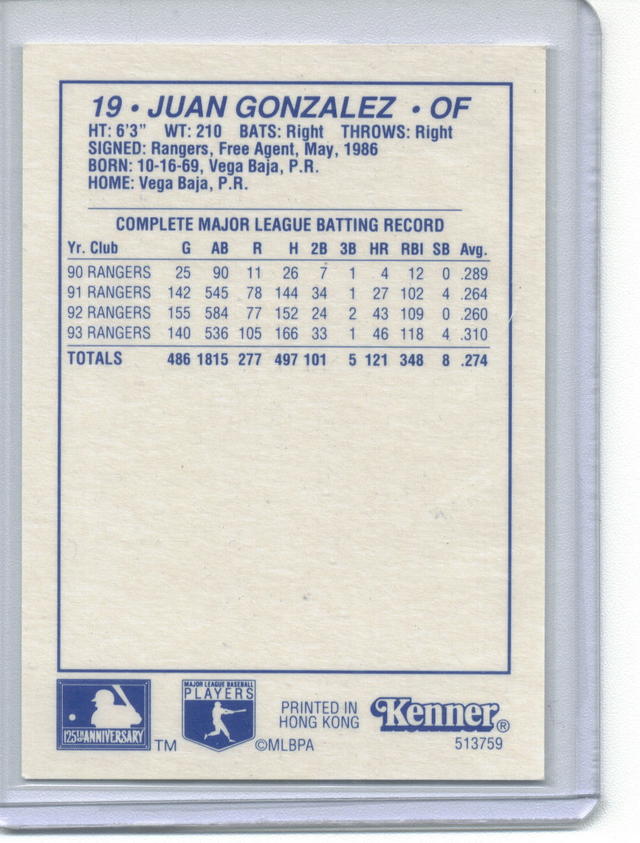 19 • JUAN GONZALEZ • OF
HT: 6'3" WT: 210 BATS: Right THROWS: Right
SIGNED: Rangers, Free Agent, May, 1986
BORN: 10-16-69, Vega Baja, P.R.
HOME: Vega Baja, P.R.
COMPLETE MAJOR LEAGUE BATTING RECORD
Yr. Club G AB R H 2B 3B HR RBI SB Avg.
90 RANGERS 25 90 11 26 7 1 4 12 0 .289
91 RANGERS 142 545 78 144 34 1 27 102 4 .264
92 RANGERS 155 584 77 152 24 2 43 109 0 .260
93 RANGERS 140 536 105 166 33 1 46 118 4 .310
TOTALS 486 1815 277 497 101 5 121 348 8 .274
125TH ANNIVERSARY TM
MAJOR LEAGUE BASEBALL
PLAYERS
©MLBPA
PRINTED IN
HONG KONG
Kenner®
513759